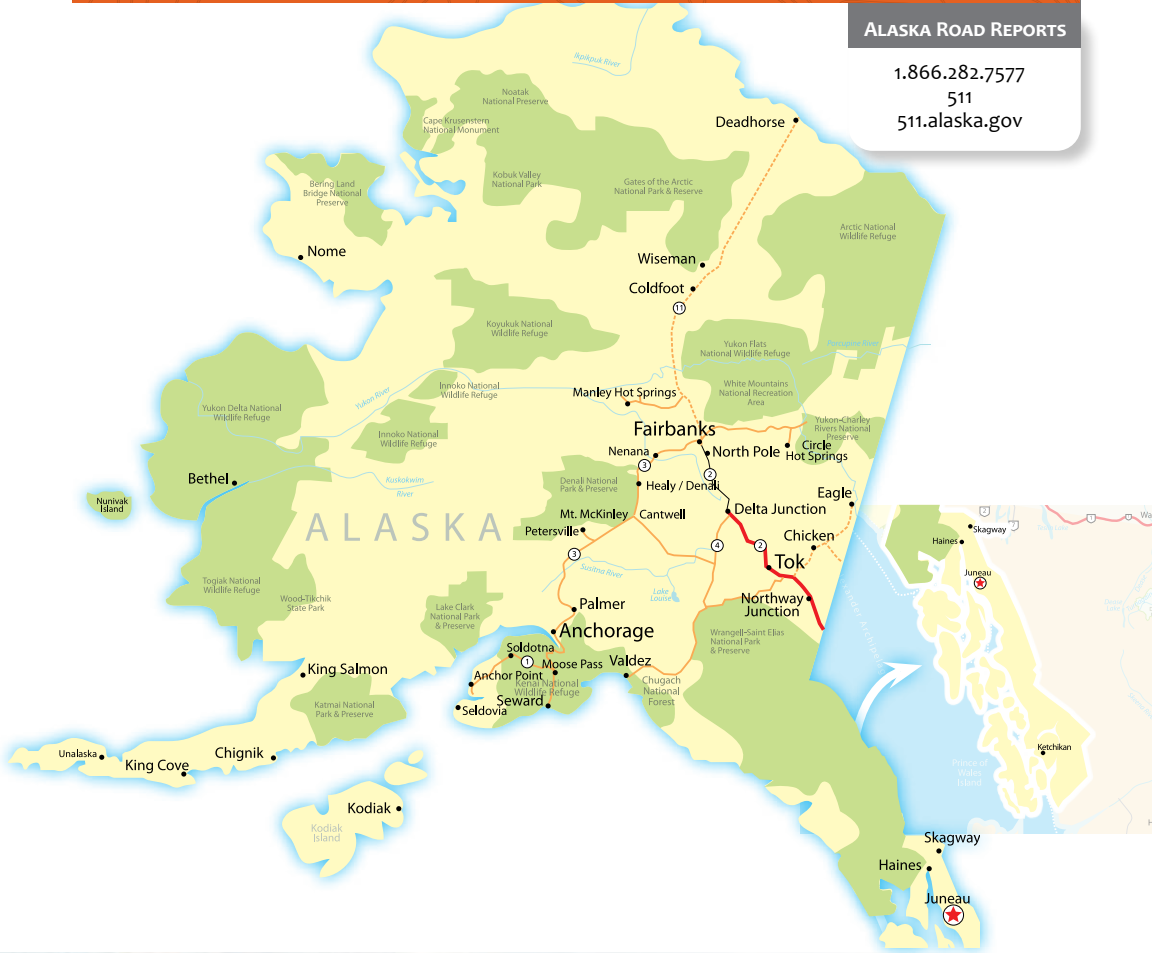 ALASKA ROAD REPORTS
1.866.282.7577
511
511.alaska.gov
Ikpikpuk River
Noatak
National Preserve
Cape Krusenstern
National Monument
Deadhorse
Kobuk Valley
National Park
Gates of the Arctic
National Park & Reserve
Bering Land
Bridge National
Preserve
Arctic National
Wildlife Refuge
Nome
Wiseman
Coldfoot
11
Koyukuk National
Wildlife Refuge
Yukon Flats
National Wildlife Refuge
Porcupine River
White Mountains
National Recreation
Area
Innoko National
Wildlife Refuge
Yukon River
Manley Hot Springs
Yukon Delta National
Wildlife Refuge
Innoko National
Wildlife Refuge
Yukon-Charley
Rivers National
Preserve
Fairbanks
North Pole
Circle
Hot Springs
Nenana
3
2
Bethel
Kuskokwim
River
Denali National
Park & Preserve
Healy / Denali
Eagle
Nunivak
Island
ALASKA
Mt. McKinley
Cantwell
Delta Junction
Petersville
Chicken
3
4
2
Tok
Susitna River
Lake
Louise
Togiak National
Wildlife Refuge
Wood-Tikchik
State Park
Lake Clark
National Park
& Preserve
Palmer
Anchorage
Northway
Junction
Wrangell-Saint Elias
National Park
& Preserve
Soldotna
1
Moose Pass
Valdez
King Salmon
Anchor Point
Kenai National
Wildlife Refuge
Chugach
National
Forest
Seward
Seldovia
Katmai National
Park & Preserve
Unalaska
King Cove
Chignik
Kodiak
Kodiak
Island
2
Skagway
Haines
1
Juneau
Ketchikan
Prince of
Wales
Island
Skagway
Haines
Juneau